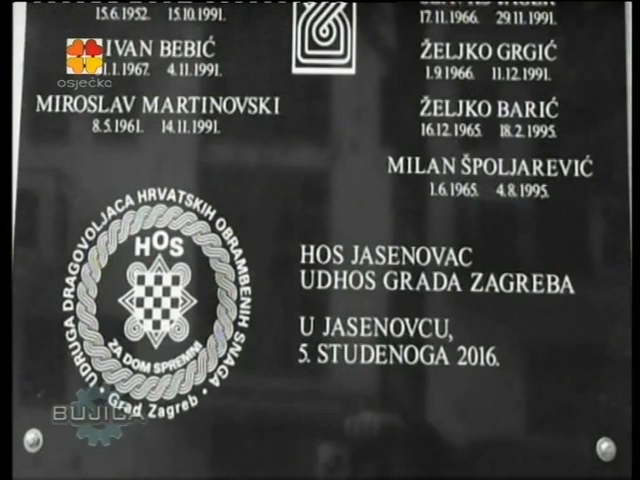 15.6.1952. 15.10.1991.
IVAN BEBIĆ
1.1967. 4.11.1991.
MIROSLAV MARTINOVSKI
8.5.1961. 14.11.1991.
17.11.1966. 29.11.1991.
ŽELJKO GRGIĆ
1.9.1966. 11.12.1991.
ŽELJKO BARIĆ
16.12.1965. 18.2.1995.
MILAN ŠPOLJAREVIĆ
1.6.1965. 4.8.1995.
osječka
UDRUGA DRAGOVOLJACA HRVATSKIH OBRAMBENIH SNAGA
HOS
ZA DOM SPREMNI
Grad Zagreb
HOS JASENOVAC
UDHOS GRADA ZAGREBA
U JASENOVCU,
5. STUDENOGA 2016.
BUJICA